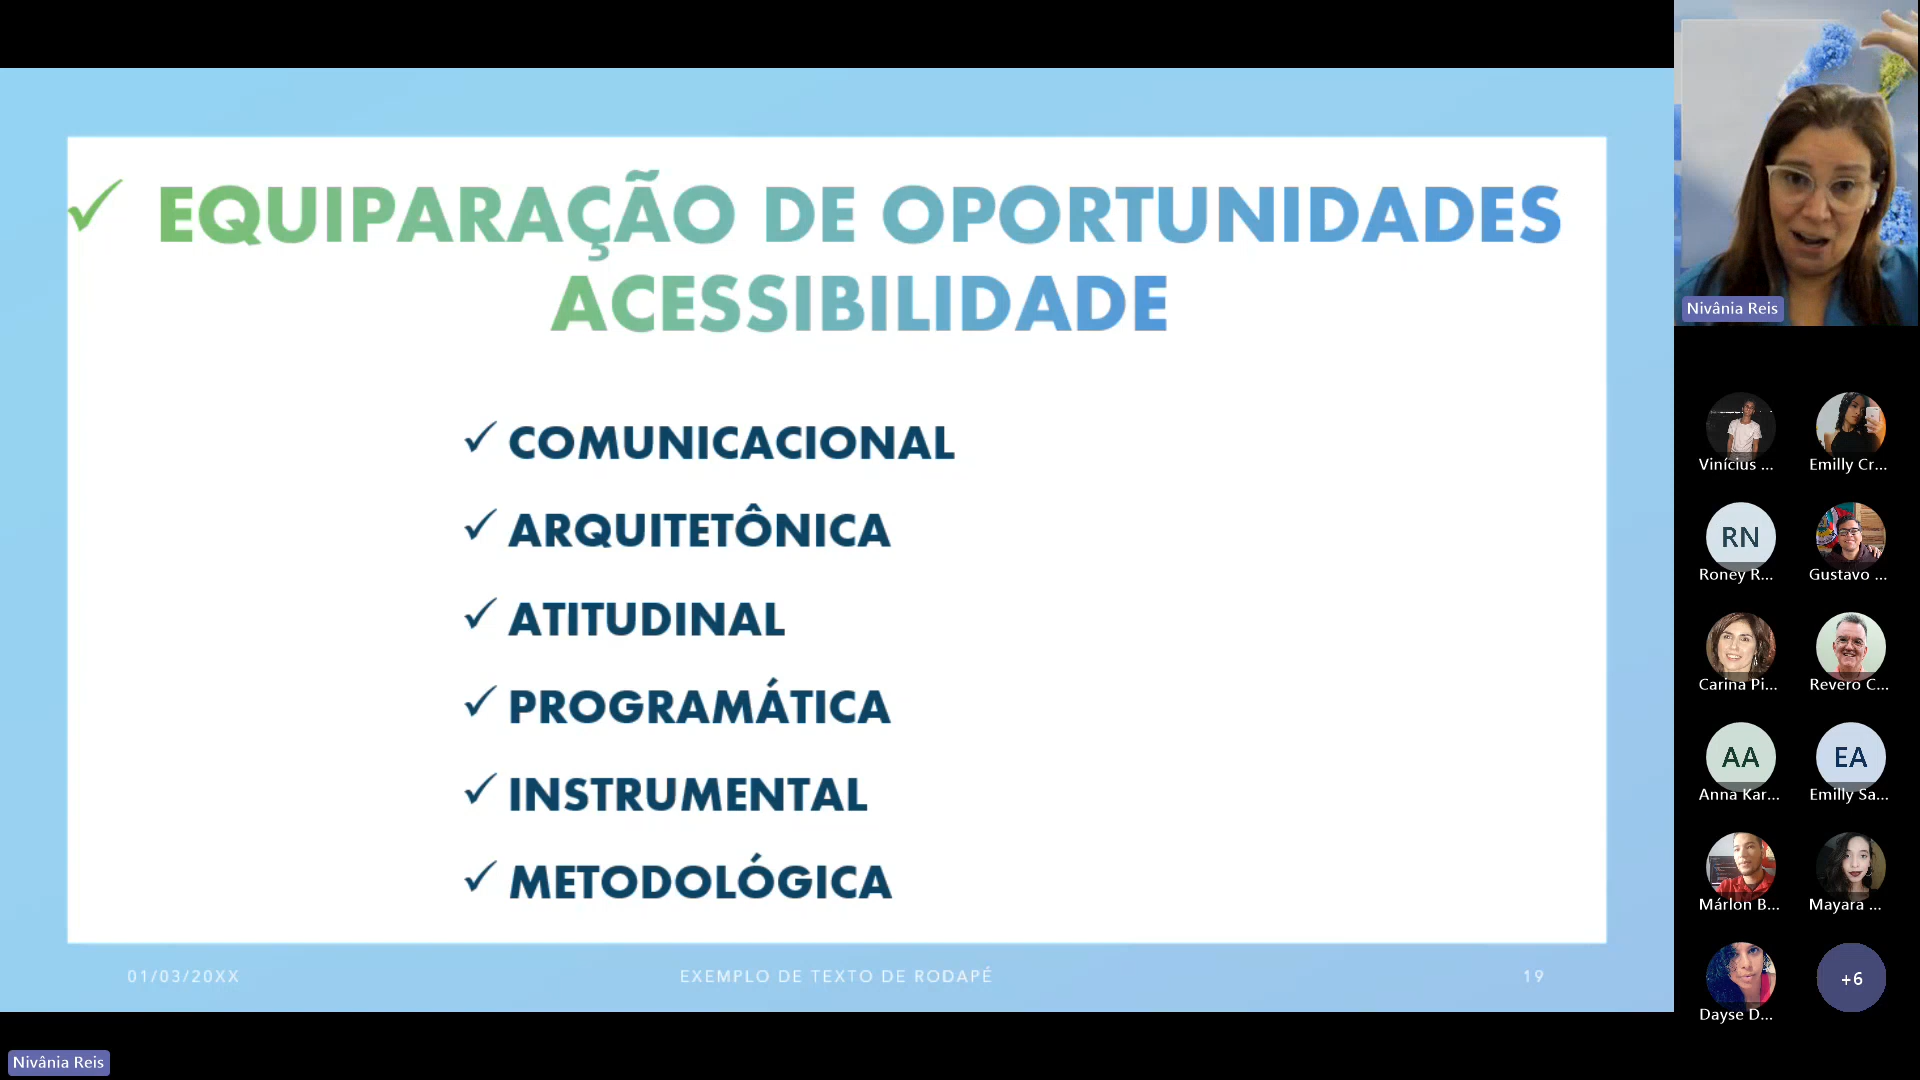 ✓ EQUIPARAÇÃO DE OPORTUNIDADES
ACESSIBILIDADE
✓ COMUNICACIONAL
✓ ARQUITETÔNICA
✓ ATITUDINAL
✓ PROGRAMÁTICA
✓ INSTRUMENTAL
✓ METODOLÓGICA
01/03/20XX
EXEMPLO DE TEXTO DE RODAPÉ
19
Nivânia Reis
Vinícius ...
Emilly Cr...
RN
Roney R...
Gustavo ...
Carina Pi...
Revero C...
AA
Anna Kar...
EA
Emilly Sa...
Márlon B...
Mayara ...
Dayse D...
+6
Nivânia Reis